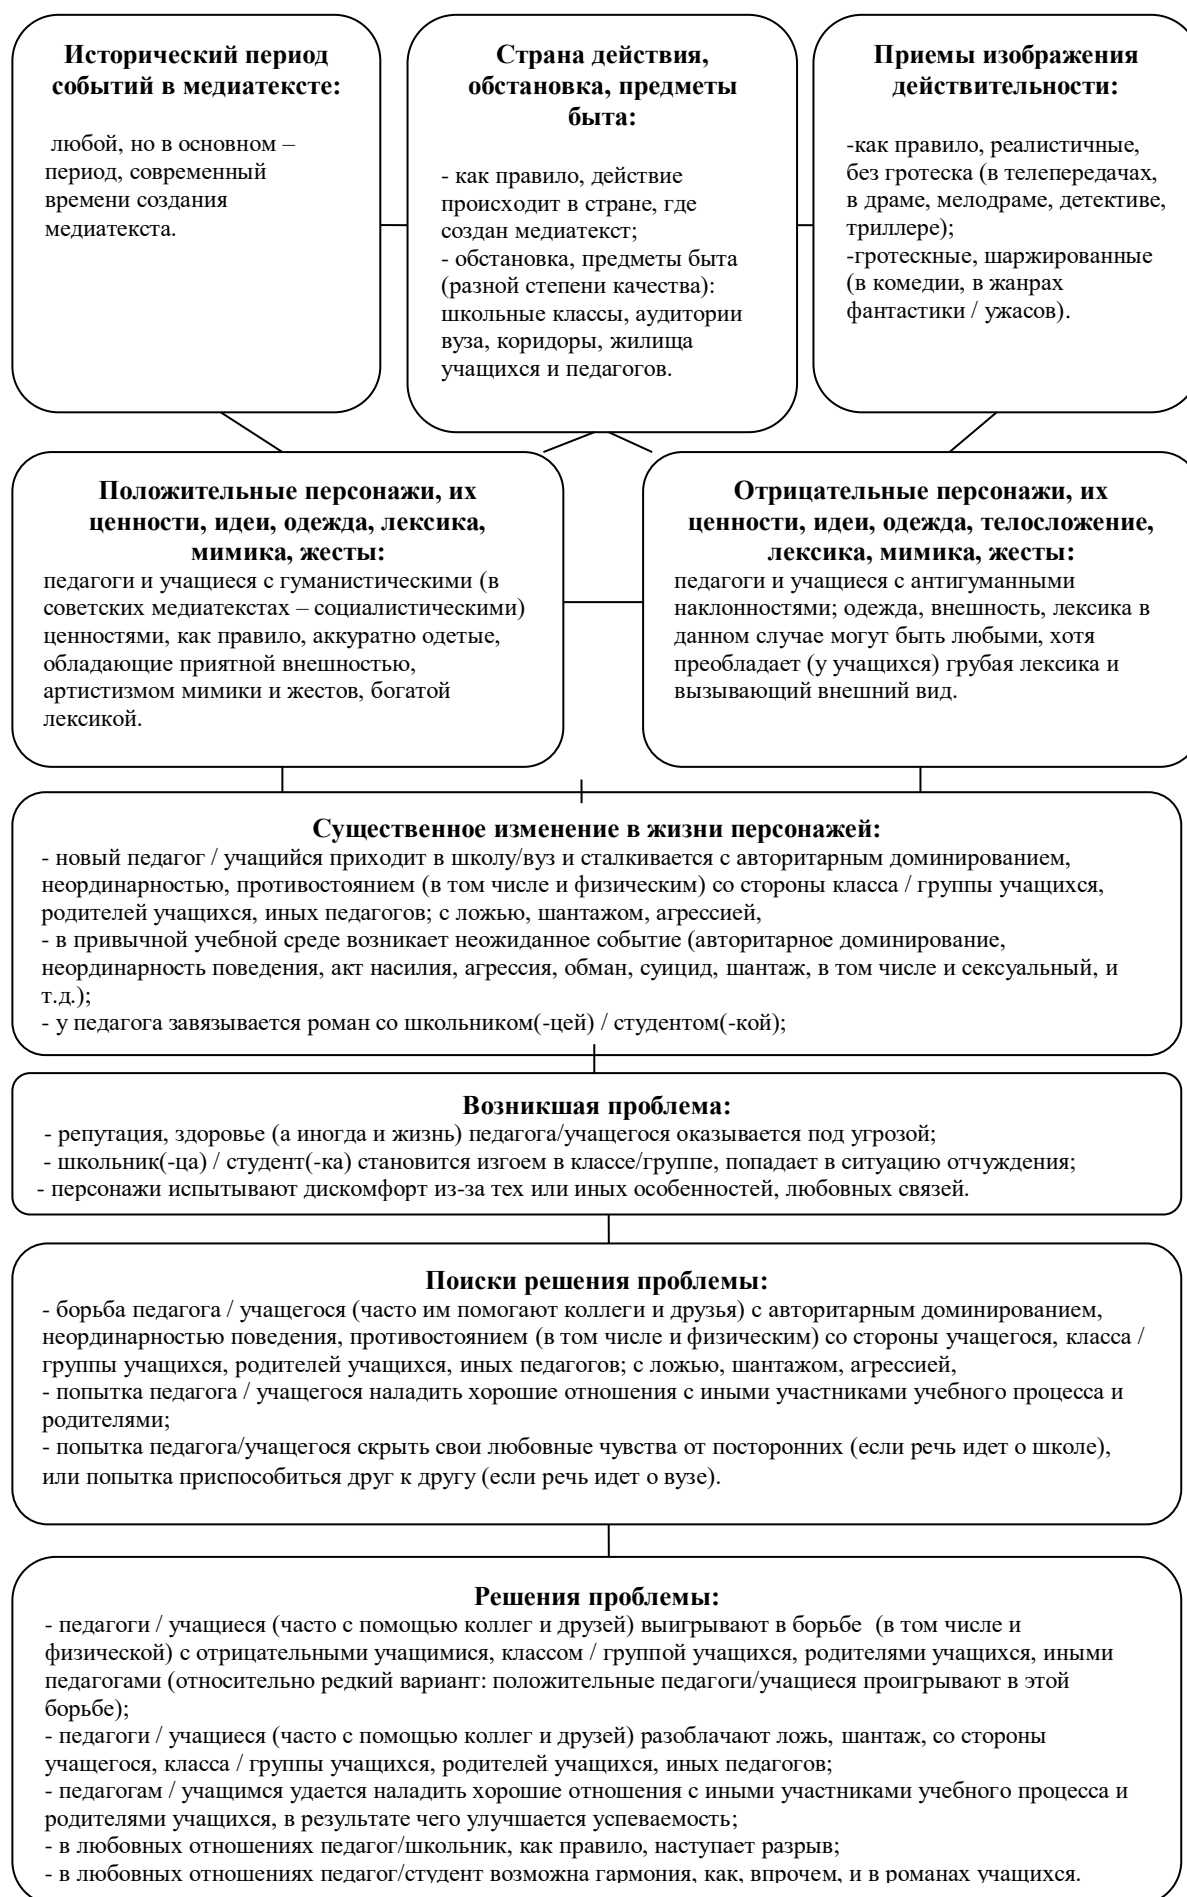 Исторический период
событий в медиатексте:
любой, но в основном –
период, современный
времени создания
медиатекста.
Страна действия,
обстановка, предметы
быта:
- как правило, действие
происходит в стране, где
создан медиатекст;
- обстановка, предметы быта
(разной степени качества):
школьные классы, аудитории
вуза, коридоры, жилища
учащихся и педагогов.
Приемы изображения
действительности:
-как правило, реалистичные,
без гротеска (в телепередачах,
в драме, мелодраме, детективе,
триллере);
-гротескные, шаржированные
(в комедии, в жанрах
фантастики / ужасов).
Положительные персонажи, их
ценности, идеи, одежда, лексика,
мимика, жесты:
педагоги и учащиеся с гуманистическими (в
советских медиатекстах – социалистическими)
ценностями, как правило, аккуратно одетые,
обладающие приятной внешностью,
артистизмом мимики и жестов, богатой
лексикой.
Отрицательные персонажи, их
ценности, идеи, одежда, телосложение,
лексика, мимика, жесты:
педагоги и учащиеся с антигуманными
наклонностями; одежда, внешность, лексика в
данном случае могут быть любыми, хотя
преобладает (у учащихся) грубая лексика и
вызывающий внешний вид.
Существенное изменение в жизни персонажей:
- новый педагог / учащийся приходит в школу/вуз и сталкивается с авторитарным доминированием,
неординарностью, противостоянием (в том числе и физическим) со стороны класса / группы учащихся,
родителей учащихся, иных педагогов; с ложью, шантажом, агрессией,
- в привычной учебной среде возникает неожиданное событие (авторитарное доминирование,
неординарность поведения, акт насилия, агрессия, обман, суицид, шантаж, в том числе и сексуальный, и
т.д.);
- у педагога завязывается роман со школьником(-цей) / студентом(-кой);
Возникшая проблема:
- репутация, здоровье (а иногда и жизнь) педагога/учащегося оказывается под угрозой;
- школьник(-ца) / студент(-ка) становится изгоем в классе/группе, попадает в ситуацию отчуждения;
- персонажи испытывают дискомфорт из-за тех или иных особенностей, любовных связей.
Поиски решения проблемы:
- борьба педагога / учащегося (часто им помогают коллеги и друзья) с авторитарным доминированием,
неординарностью поведения, противостоянием (в том числе и физическим) со стороны учащегося, класса /
группы учащихся, родителей учащихся, иных педагогов; с ложью, шантажом, агрессией,
- попытка педагога / учащегося наладить хорошие отношения с иными участниками учебного процесса и
родителями;
- попытка педагога/учащегося скрыть свои любовные чувства от посторонних (если речь идет о школе),
или попытка приспособиться друг к другу (если речь идет о вузе).
Решения проблемы:
- педагоги / учащиеся (часто с помощью коллег и друзей) выигрывают в борьбе (в том числе и
физической) с отрицательными учащимися, классом / группой учащихся, родителями учащихся, иными
педагогами (относительно редкий вариант: положительные педагоги/учащиеся проигрывают в этой
борьбе);
- педагоги / учащиеся (часто с помощью коллег и друзей) разоблачают ложь, шантаж, со стороны
учащегося, класса / группы учащихся, родителей учащихся, иных педагогов;
- педагогам / учащимся удается наладить хорошие отношения с иными участниками учебного процесса и
родителями учащихся, в результате чего улучшается успеваемость;
- в любовных отношениях педагог/школьник, как правило, наступает разрыв;
- в любовных отношениях педагог/студент возможна гармония, как, впрочем, и в романах учащихся.